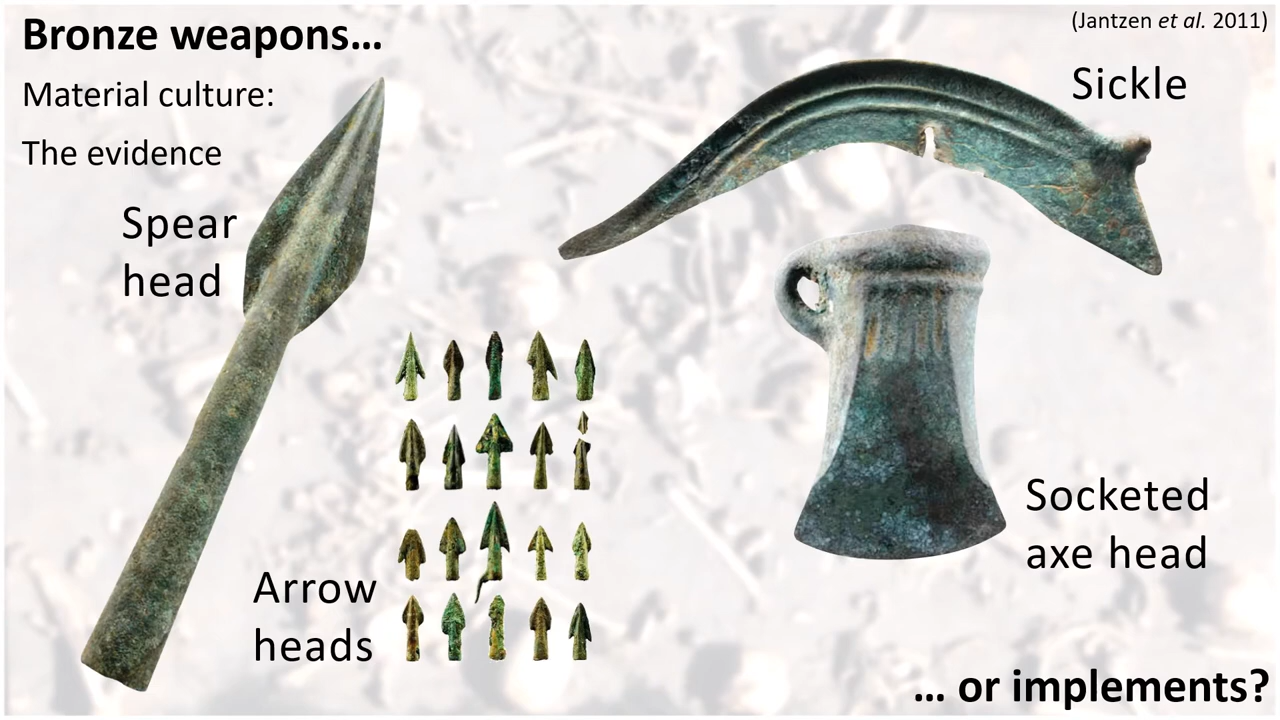 Bronze weapons...
(Jantzen et al. 2011)
Material culture:
The evidence
Sickle
Spear
head
Socketed
axe head
Arrow
heads
... or implements?